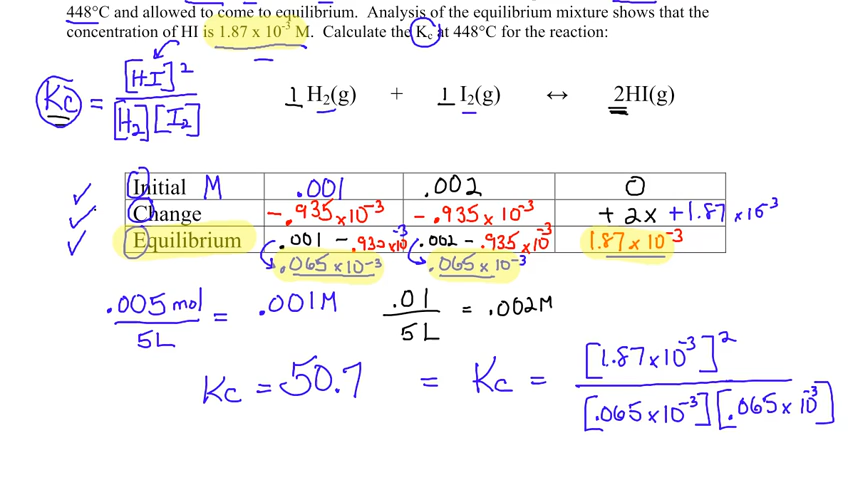 448°C and allowed to come to equilibrium. Analysis of the equilibrium mixture shows that the
concentration of HI is 1.87 x 10⁻³ M. Calculate the Kc at 448°C for the reaction:
Kc = [HI]² / [H₂][I₂]
1 H₂(g) + 1 I₂(g) ↔ 2HI(g)
Initial M .001 .002 0
Change -.935x10⁻³ -.935x10⁻³ +2x +1.87x10⁻³
Equilibrium .001 - .935x10⁻³ .002 - .935x10⁻³ 1.87x10⁻³
.065x10⁻³ .065x10⁻³
.005mol / 5L = .001M .01 / 5L = .002M
Kc = 50.7 = Kc = [1.87x10⁻³]² / [.065x10⁻³][.065x10⁻³]